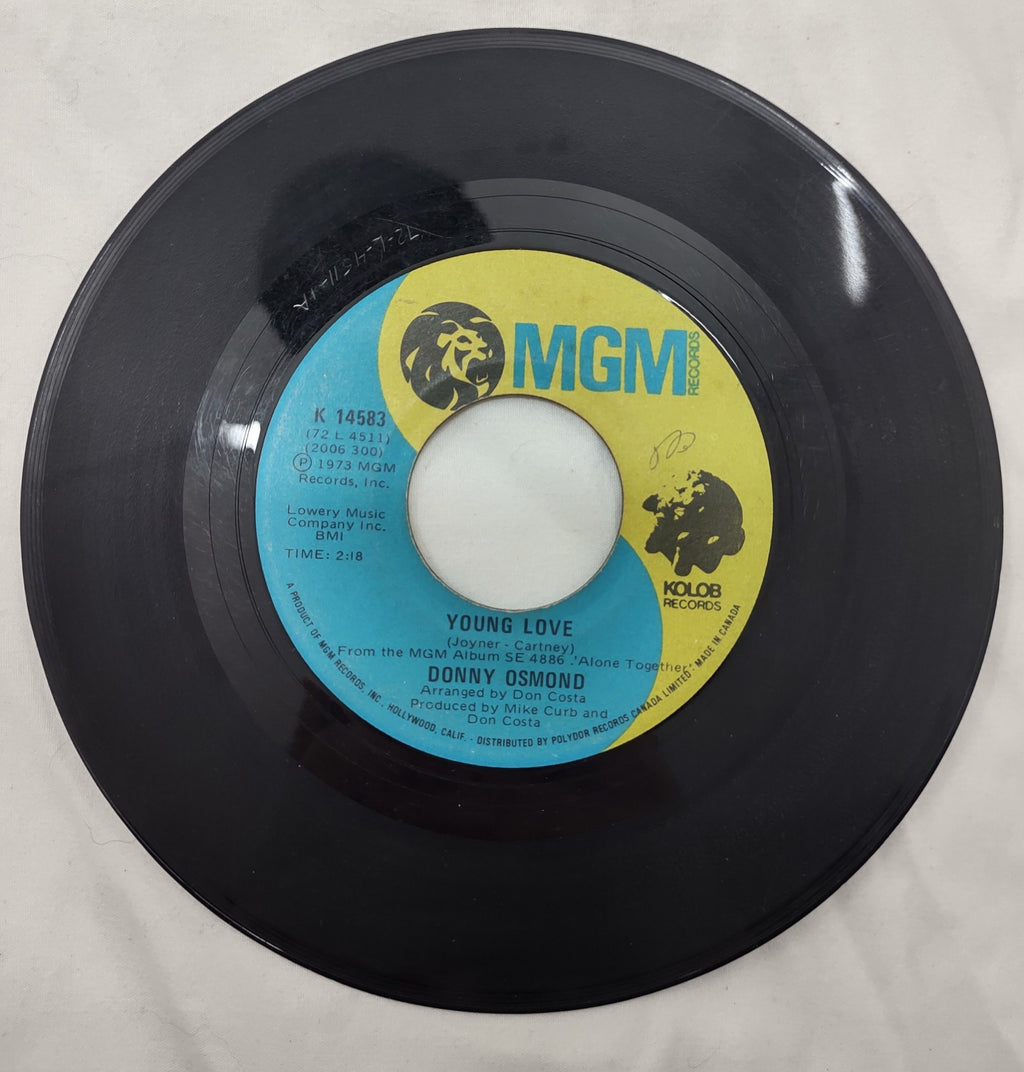 72-L-4511-1A
MGM
RECORDS
K 14583
(72 L 4511)
(2006 300)
Ⓟ 1973 MGM
Records, Inc.
Lowery Music
Company Inc.
BMI
TIME: 2:18
KOLOB
RECORDS
YOUNG LOVE
(Joyner - Cartney)
From the MGM Album SE 4886 .'Alone Together'
DONNY OSMOND
Arranged by Don Costa
Produced by Mike Curb and
Don Costa
A PRODUCT OF MGM RECORDS, INC., HOLLYWOOD, CALIF. · DISTRIBUTED BY POLYDOR RECORDS CANADA LIMITED · MADE IN CANADA